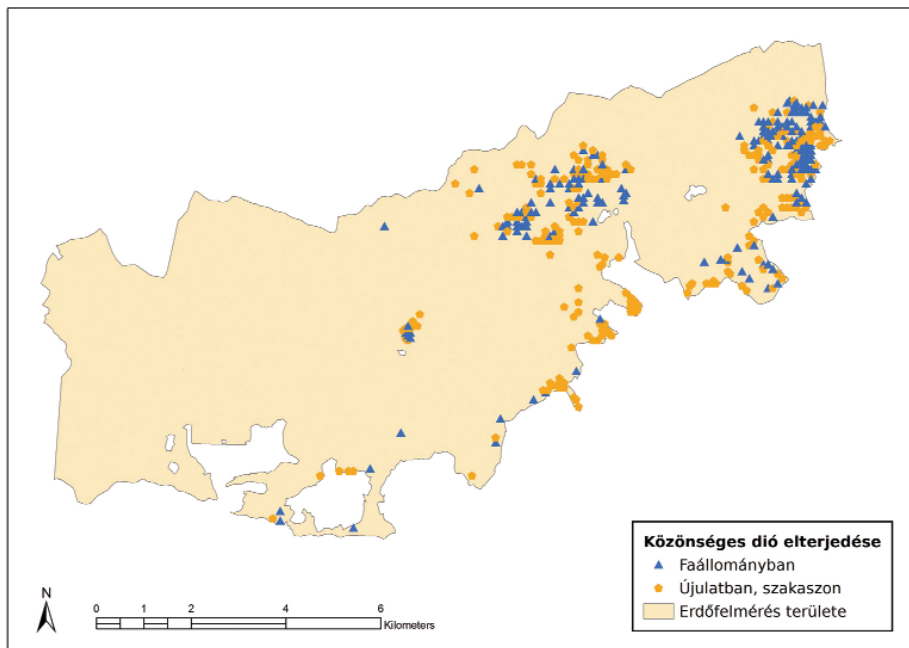 Közönséges dió elterjedése
Faállományban
Újulatban, szakaszon
Erdőfelmérés területe
N
0 1 2 4 6
Kilometers